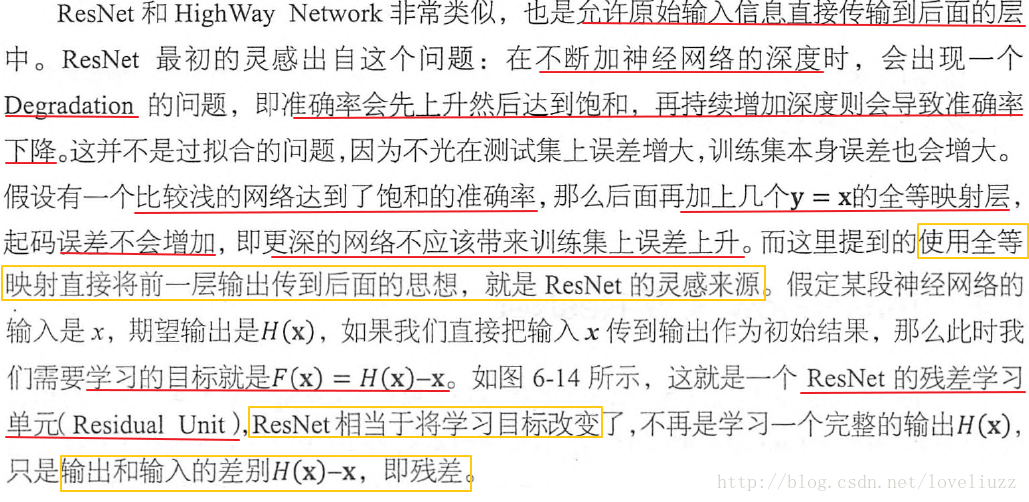 ResNet 和 HighWay Network 非常类似，也是允许原始输入信息直接传输到后面的层
中。ResNet 最初的灵感出自这个问题：在不断加神经网络的深度时，会出现一个
Degradation 的问题，即准确率会先上升然后达到饱和，再持续增加深度则会导致准确率
下降。这并不是过拟合的问题，因为不光在测试集上误差增大，训练集本身误差也会增大。
假设有一个比较浅的网络达到了饱和的准确率，那么后面再加上几个y = x的全等映射层，
起码误差不会增加，即更深的网络不应该带来训练集上误差上升。而这里提到的使用全等
映射直接将前一层输出传到后面的思想，就是 ResNet 的灵感来源。假定某段神经网络的
输入是 x，期望输出是H(x)，如果我们直接把输入 x 传到输出作为初始结果，那么此时我
们需要学习的目标就是F(x) = H(x)–x。如图 6-14 所示，这就是一个 ResNet 的残差学习
单元（Residual Unit），ResNet 相当于将学习目标改变了，不再是学习一个完整的输出H(x)，
只是输出和输入的差别H(x)–x，即残差。
http://blog.csdn.net/loveliuzz